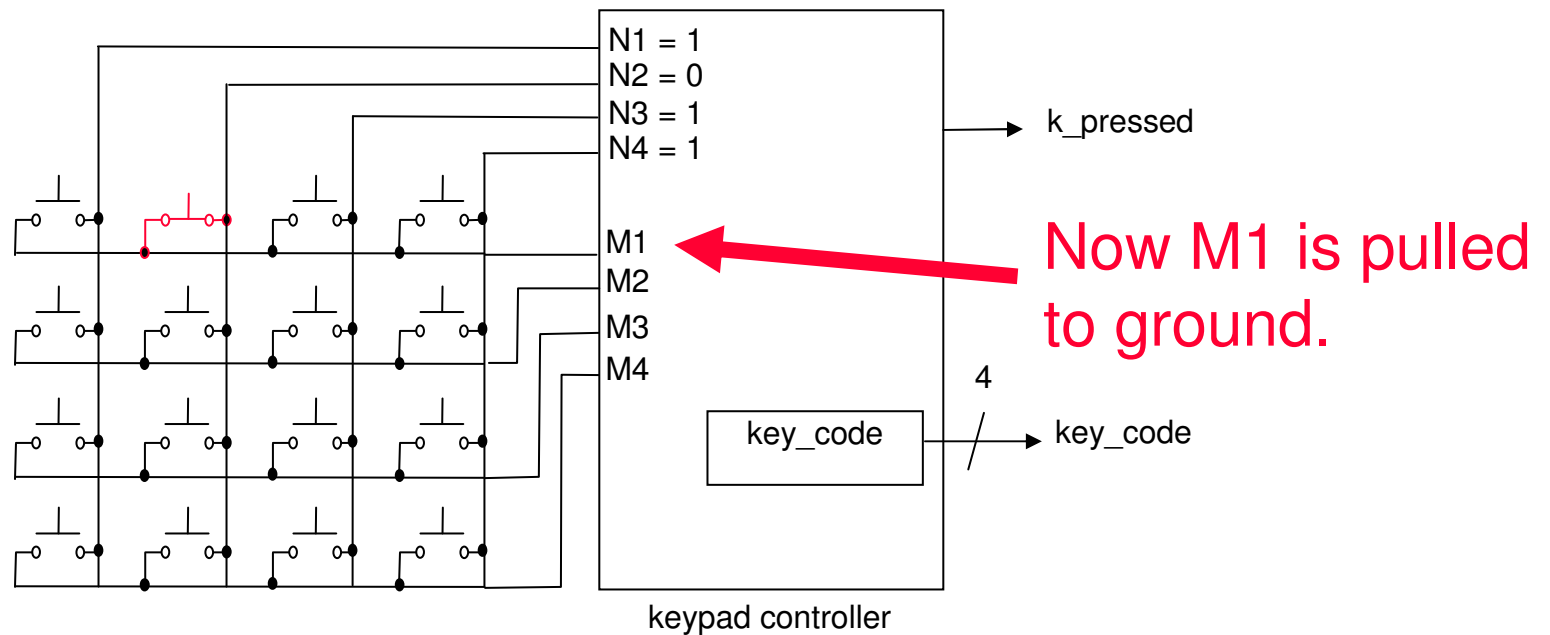 N1 = 1
N2 = 0
N3 = 1
N4 = 1
k_pressed
M1
M2
M3
M4
Now M1 is pulled
to ground.
4
key_code
key_code
keypad controller